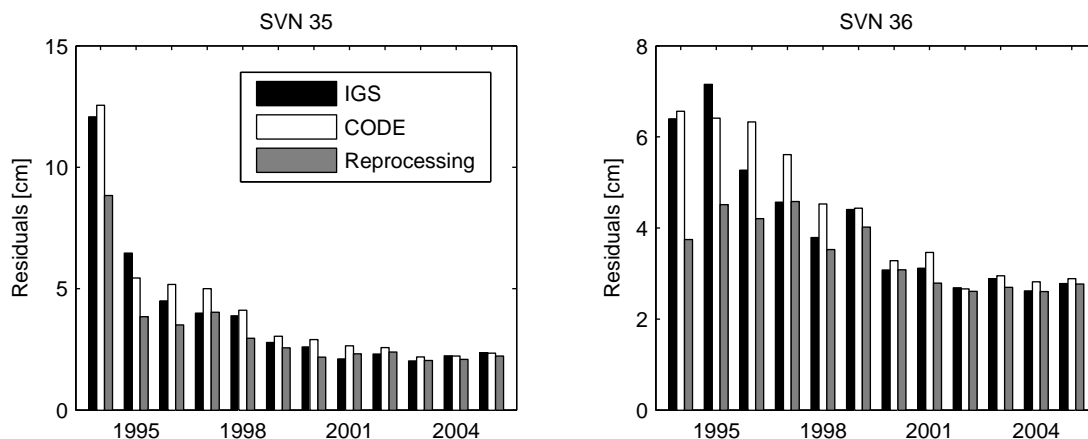 SVN 35
15
10
5
0
Residuals [cm]
1995
1998
2001
2004
IGS
CODE
Reprocessing
SVN 36
8
6
4
2
0
Residuals [cm]
1995
1998
2001
2004